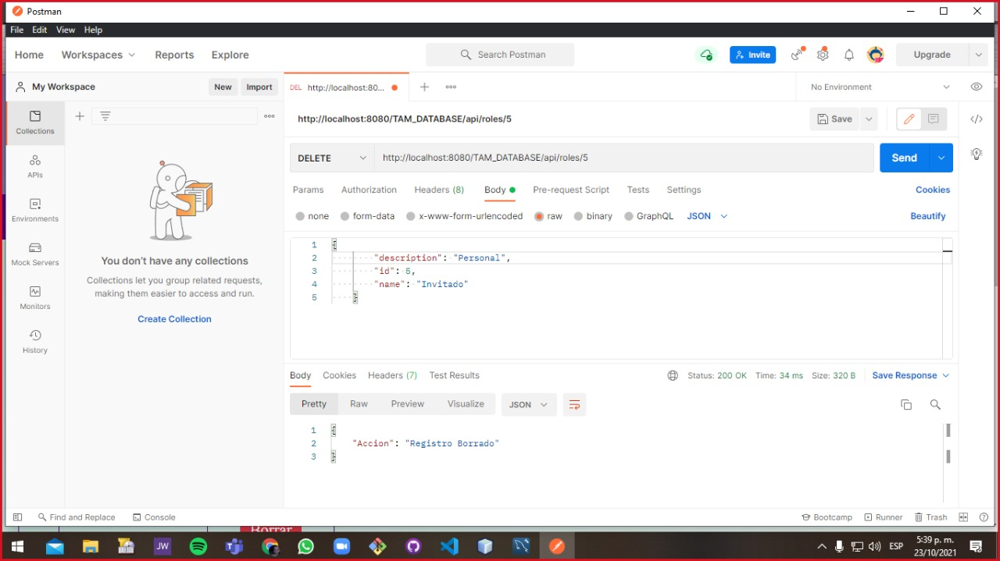 Postman
File Edit View Help
Home Workspaces Reports Explore Search Postman Invite Upgrade
My Workspace New Import DEL http://localhost:80... No Environment
Collections
APIs
Environments
Mock Servers
Monitors
History
You don't have any collections
Collections let you group related requests,
making them easier to access and run.
Create Collection
http://localhost:8080/TAM_DATABASE/api/roles/5 Save
DELETE http://localhost:8080/TAM_DATABASE/api/roles/5 Send
Params Authorization Headers (8) Body Pre-request Script Tests Settings Cookies
none form-data x-www-form-urlencoded raw binary GraphQL JSON Beautify
1 {
2 "description": "Personal",
3 "id": 5,
4 "name": "Invitado"
5 }
Body Cookies Headers (7) Test Results Status: 200 OK Time: 34 ms Size: 320 B Save Response
Pretty Raw Preview Visualize JSON
1 {
2 "Accion": "Registro Borrado"
3 }
Find and Replace Console Bootcamp Runner Trash
Borrar
JW ESP 5:39 p. m.
23/10/2021